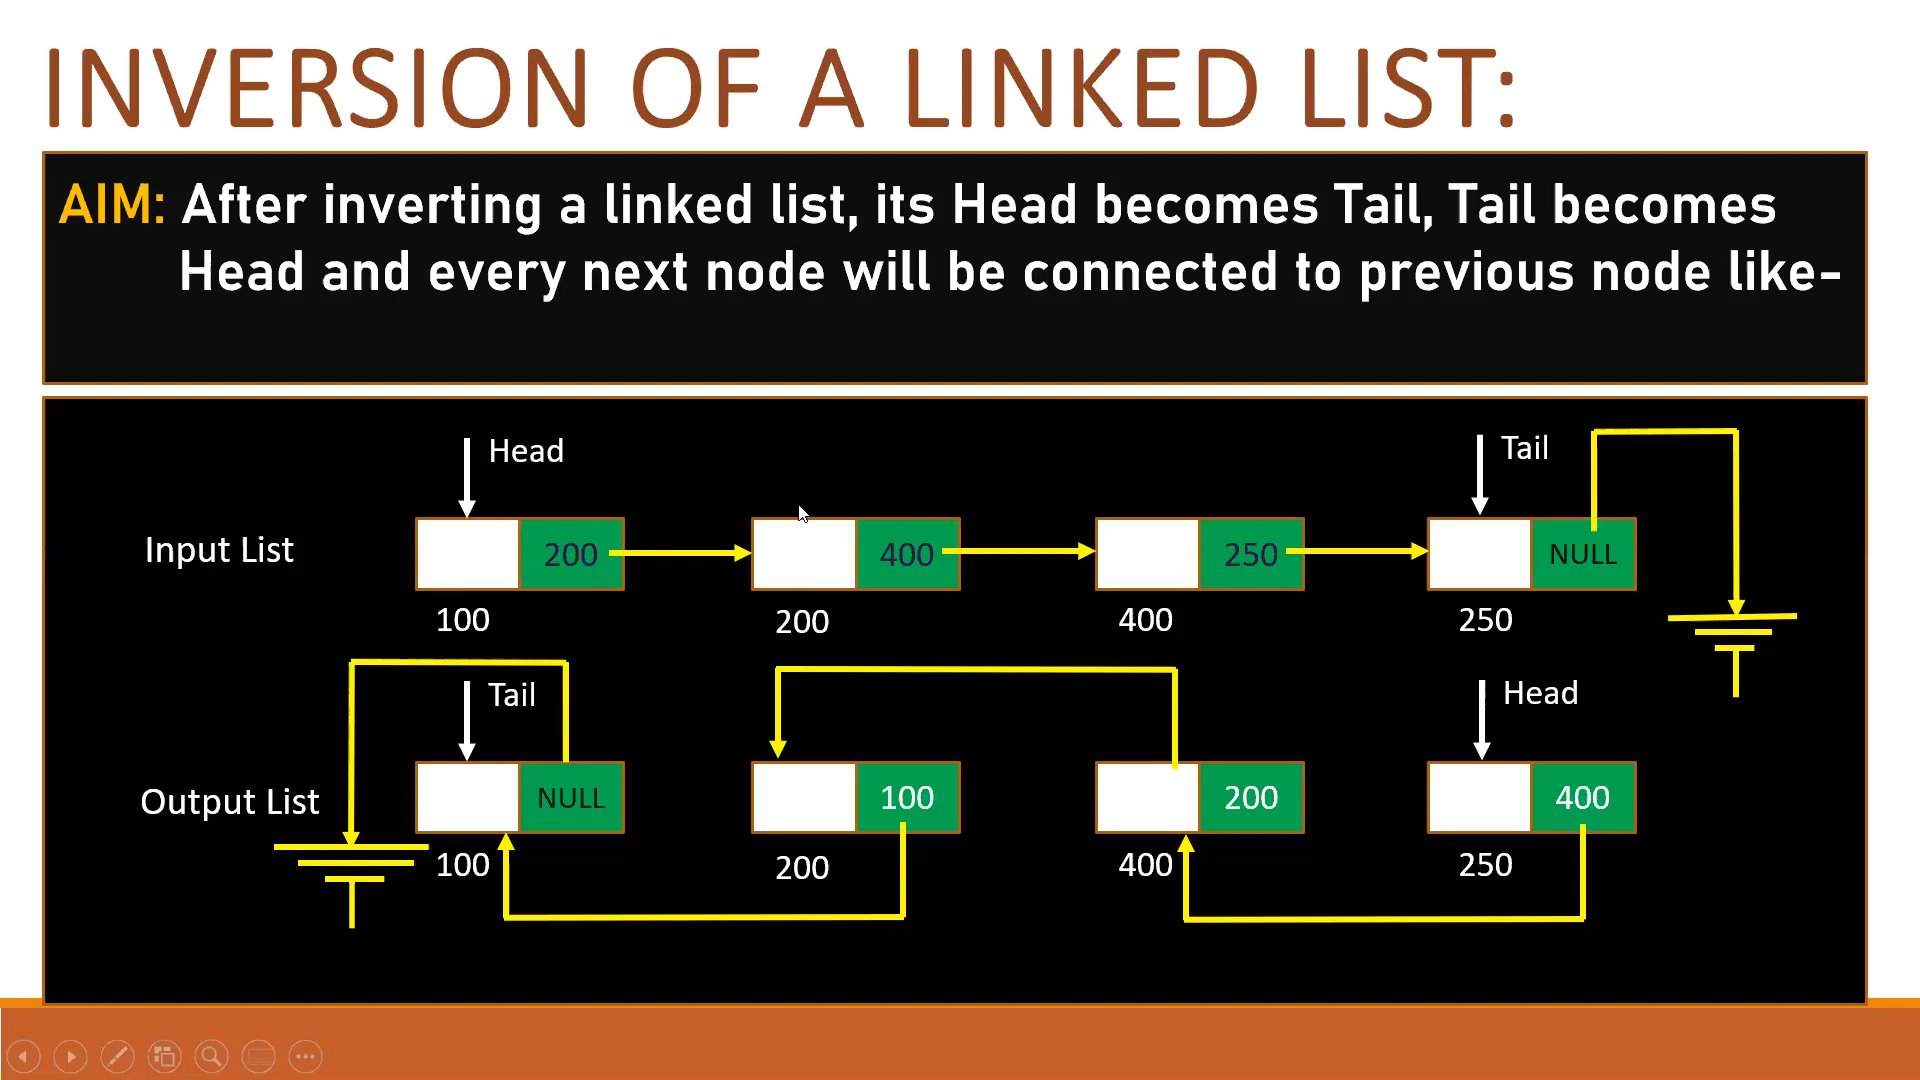 INVERSION OF A LINKED LIST:
AIM: After inverting a linked list, its Head becomes Tail, Tail becomes
Head and every next node will be connected to previous node like-
Head
Tail
Input List
200
400
250
NULL
100
200
400
250
Tail
Head
Output List
NULL
100
200
400
100
200
400
250